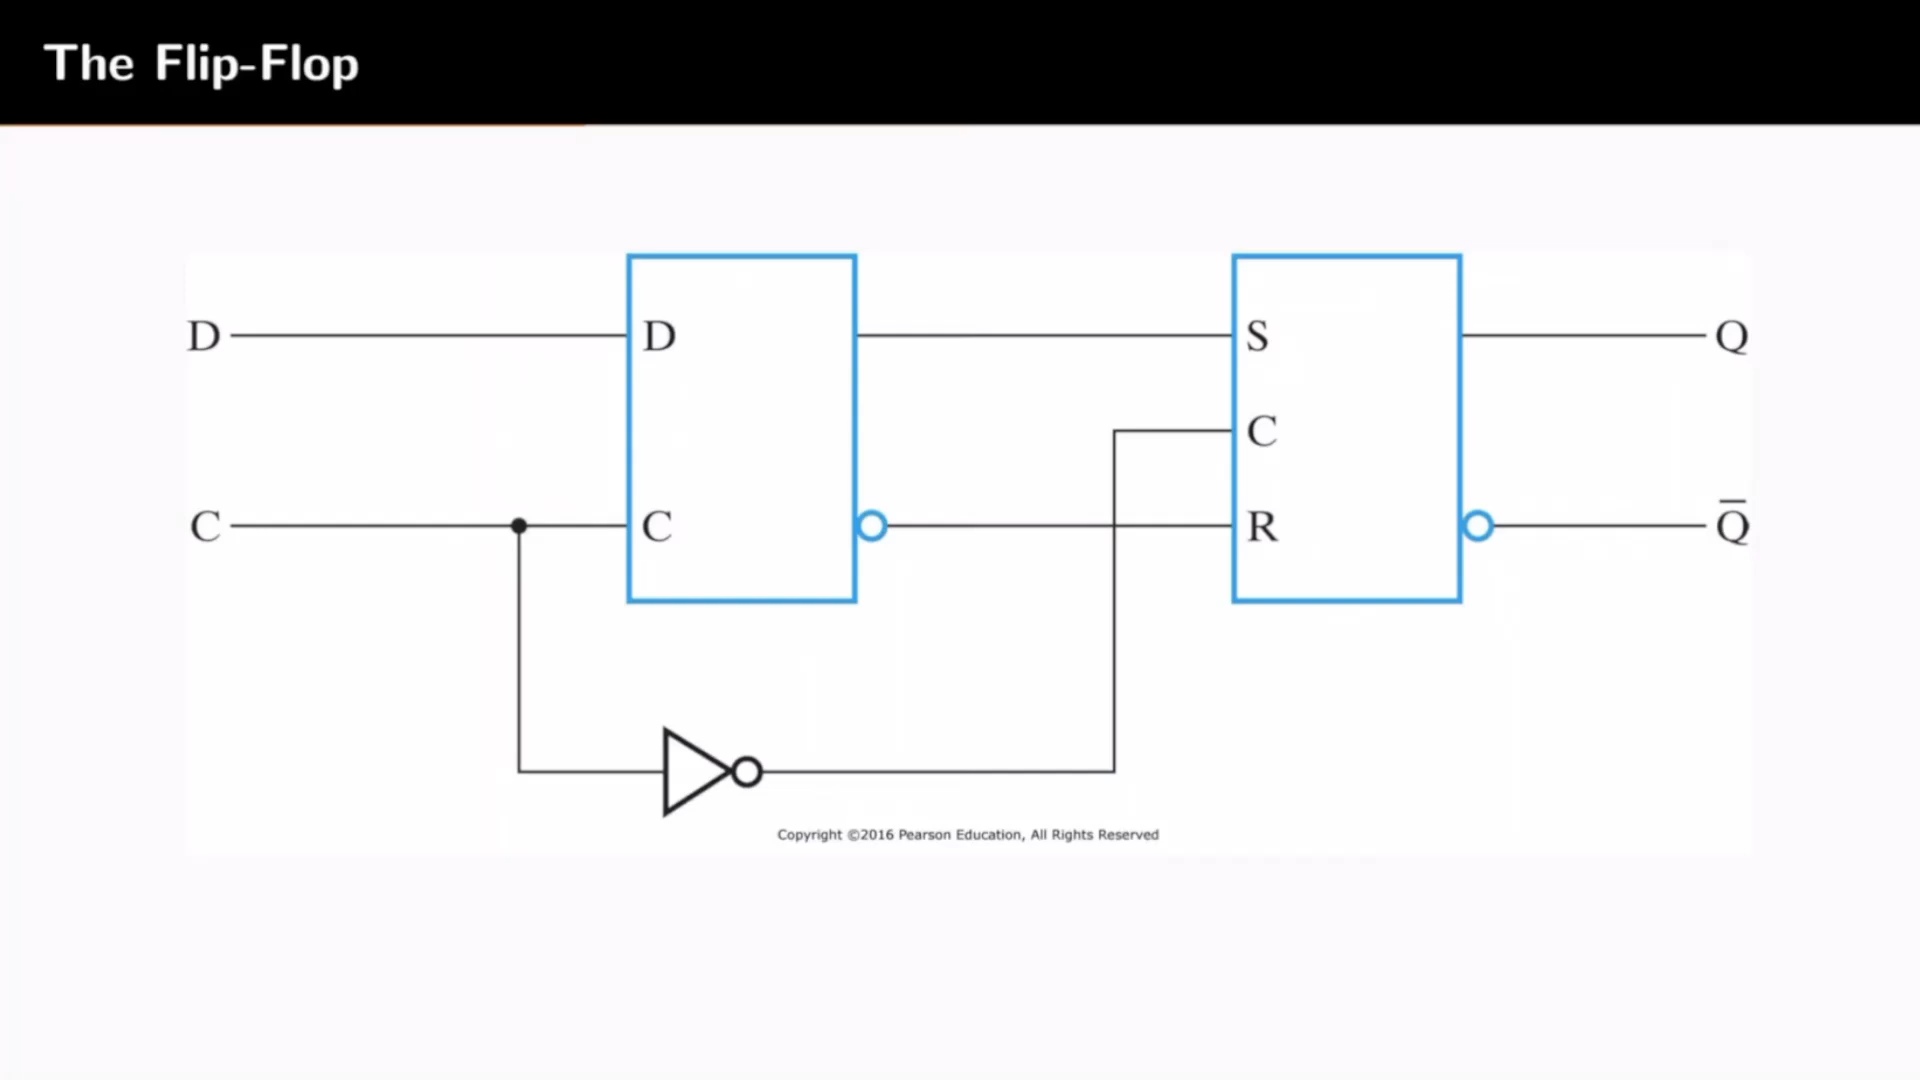 The Flip-Flop
D D S Q
C
C C R Q̅
Copyright ©2016 Pearson Education, All Rights Reserved